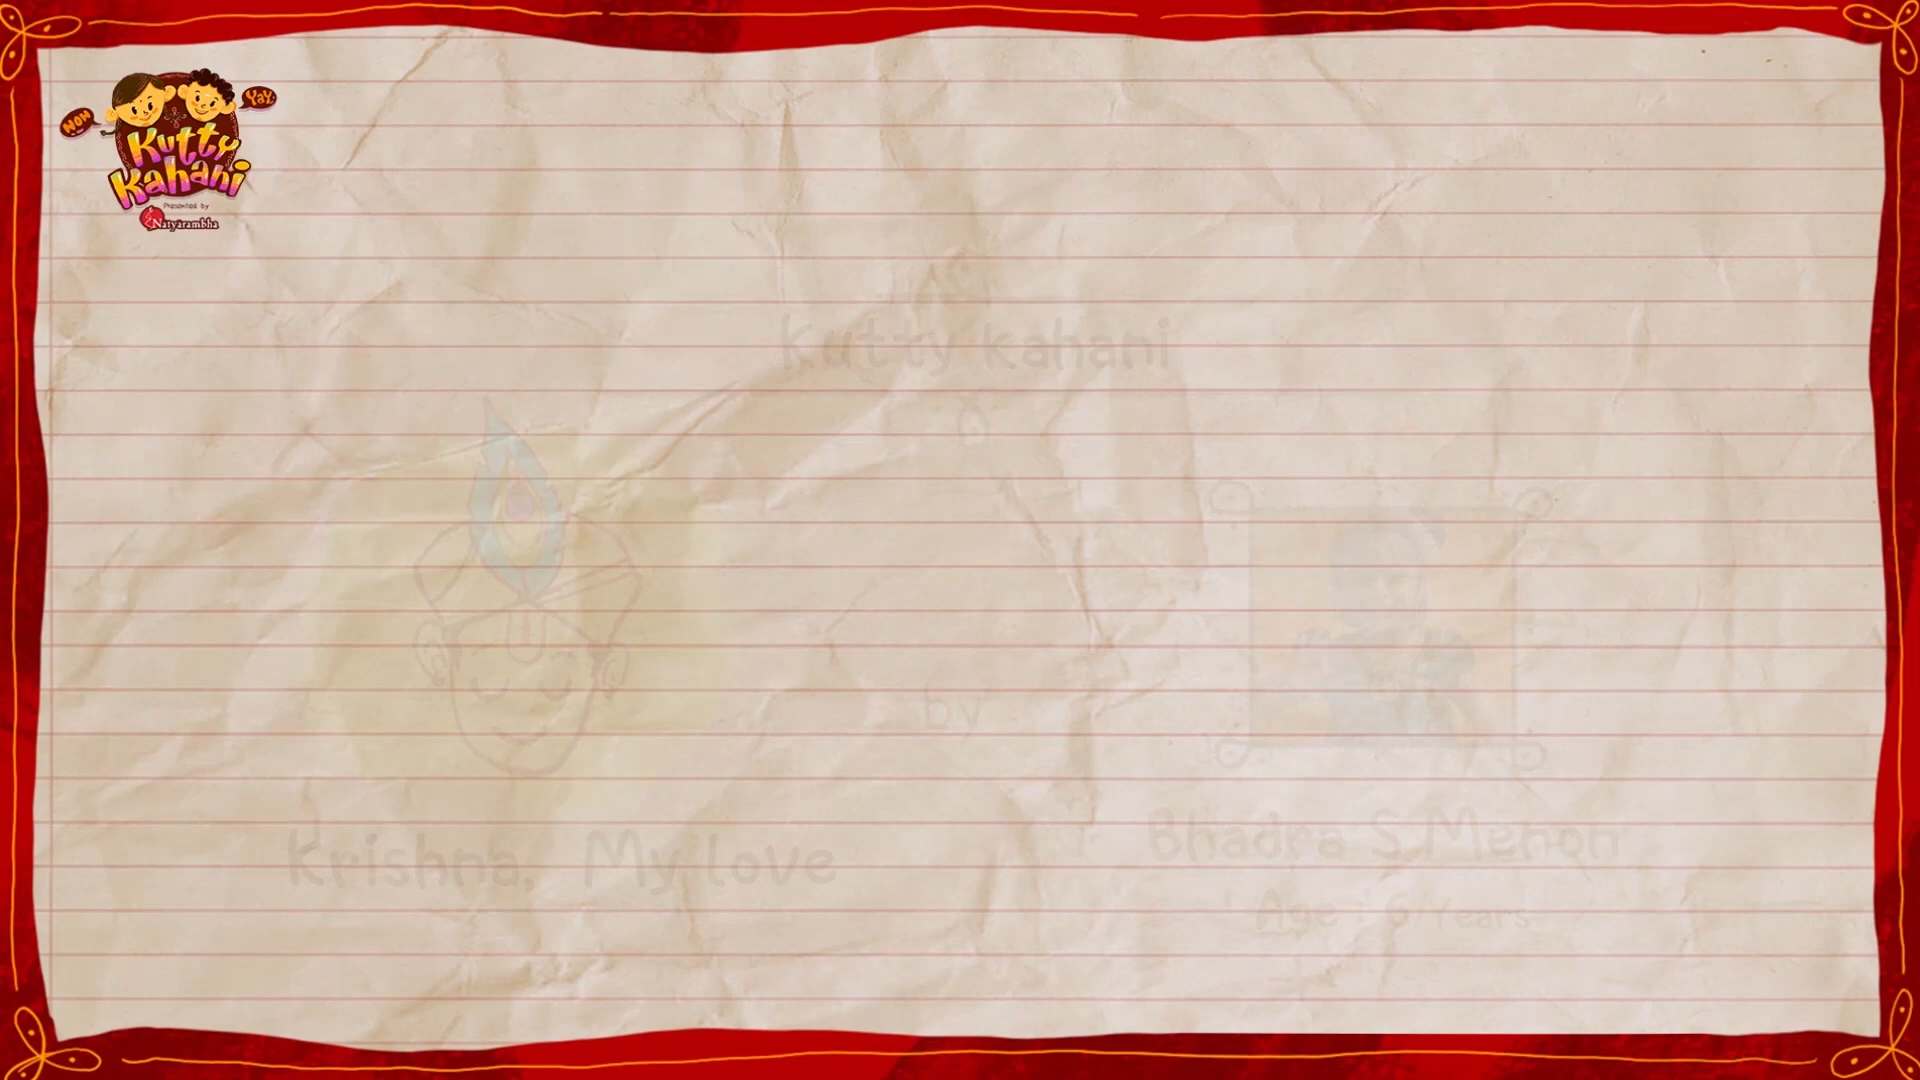 WOW
YAY!
Kutty
Kahani
Presented by
Natyarambha
Kutty kahani
by
Krishna, My love
Bhadra S Menon
Age : 6 Years